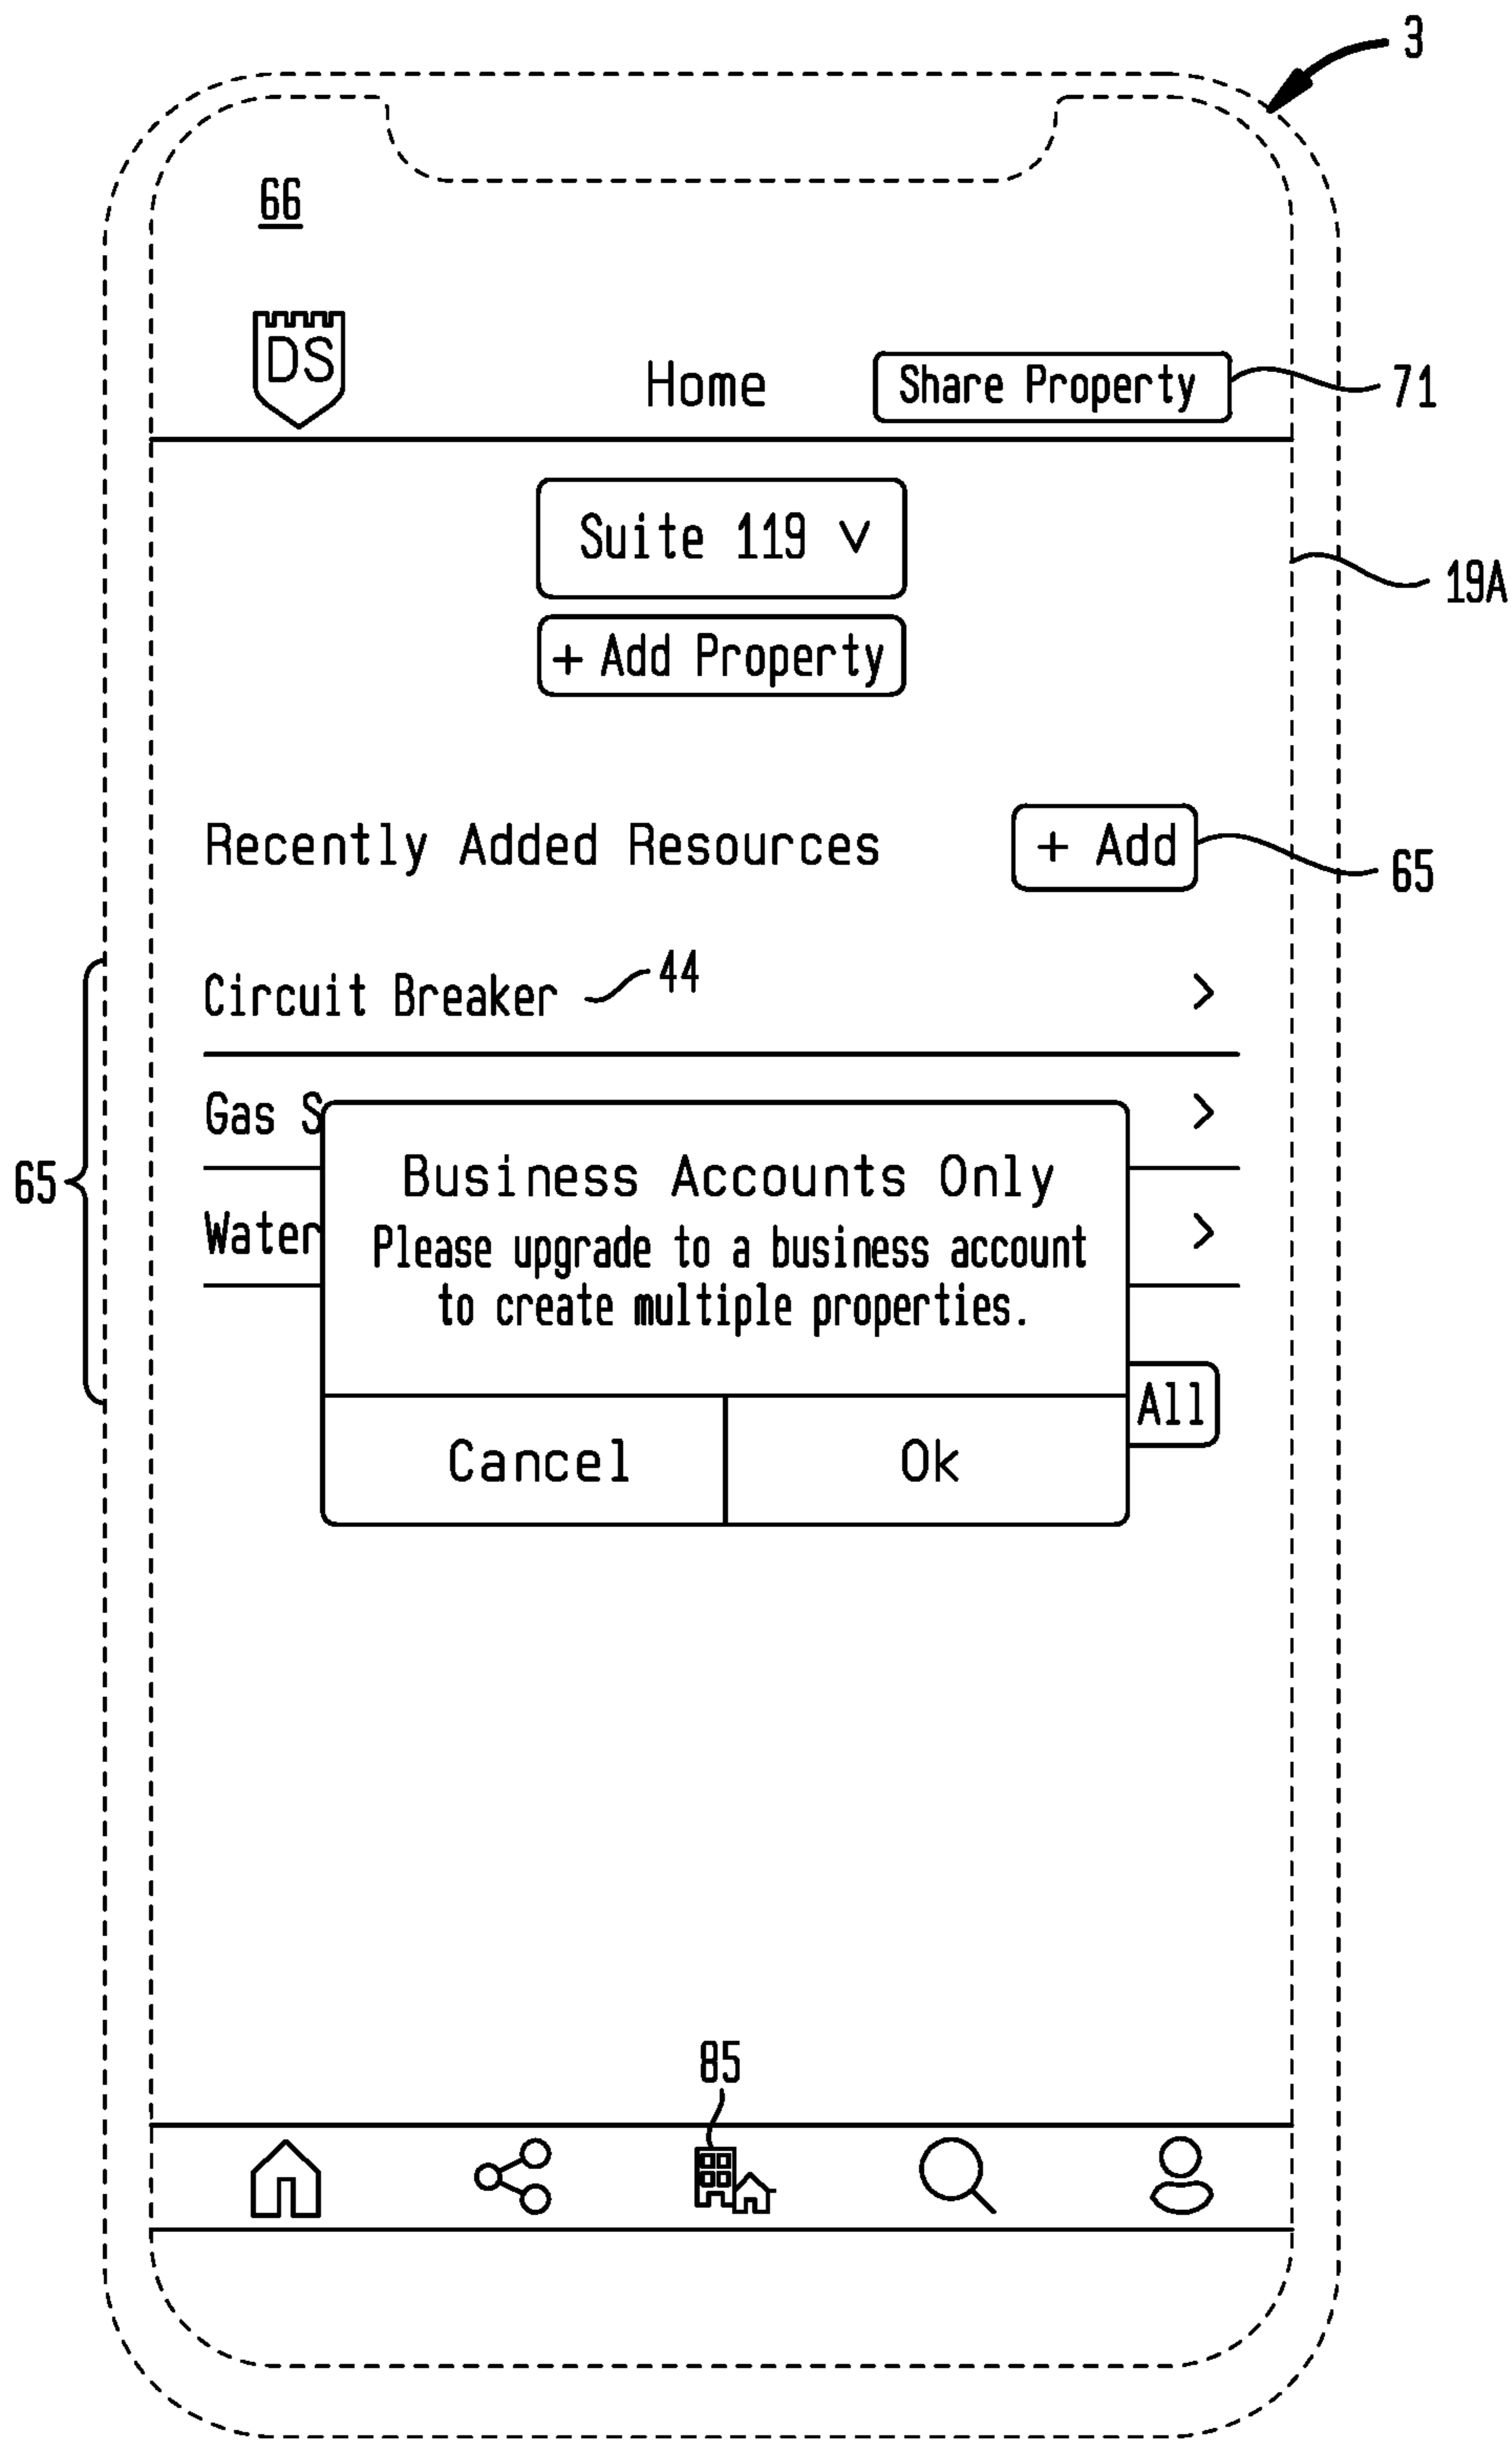 3
66
DS
Home
Share Property
71
Suite 119
19A
+ Add Property
Recently Added Resources
+ Add
65
Circuit Breaker
44
Gas S
65
Water
Business Accounts Only
Please upgrade to a business account
to create multiple properties.
All
Cancel
Ok
85